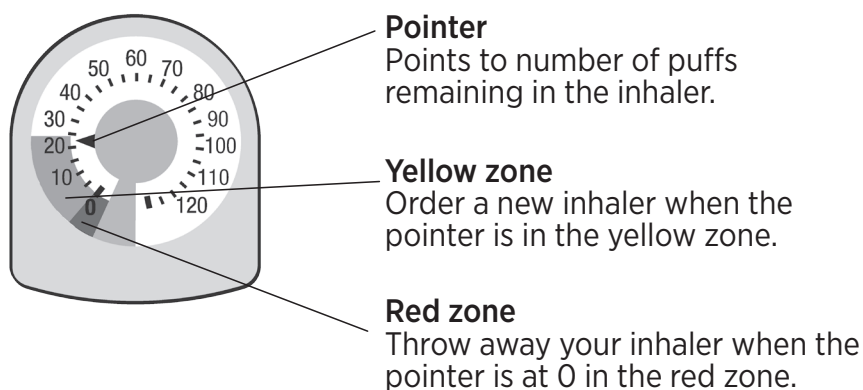 Pointer
Points to number of puffs
remaining in the inhaler.
Yellow zone
Order a new inhaler when the
pointer is in the yellow zone.
Red zone
Throw away your inhaler when the
pointer is at 0 in the red zone.
0
10
20
30
40
50
60
70
80
90
100
110
120